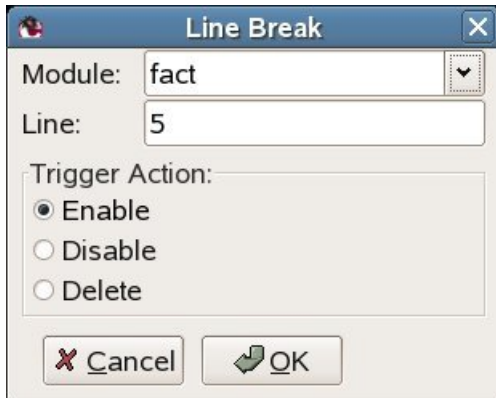 Line Break
Module: fact
Line: 5
Trigger Action:
Enable
Disable
Delete
Cancel OK